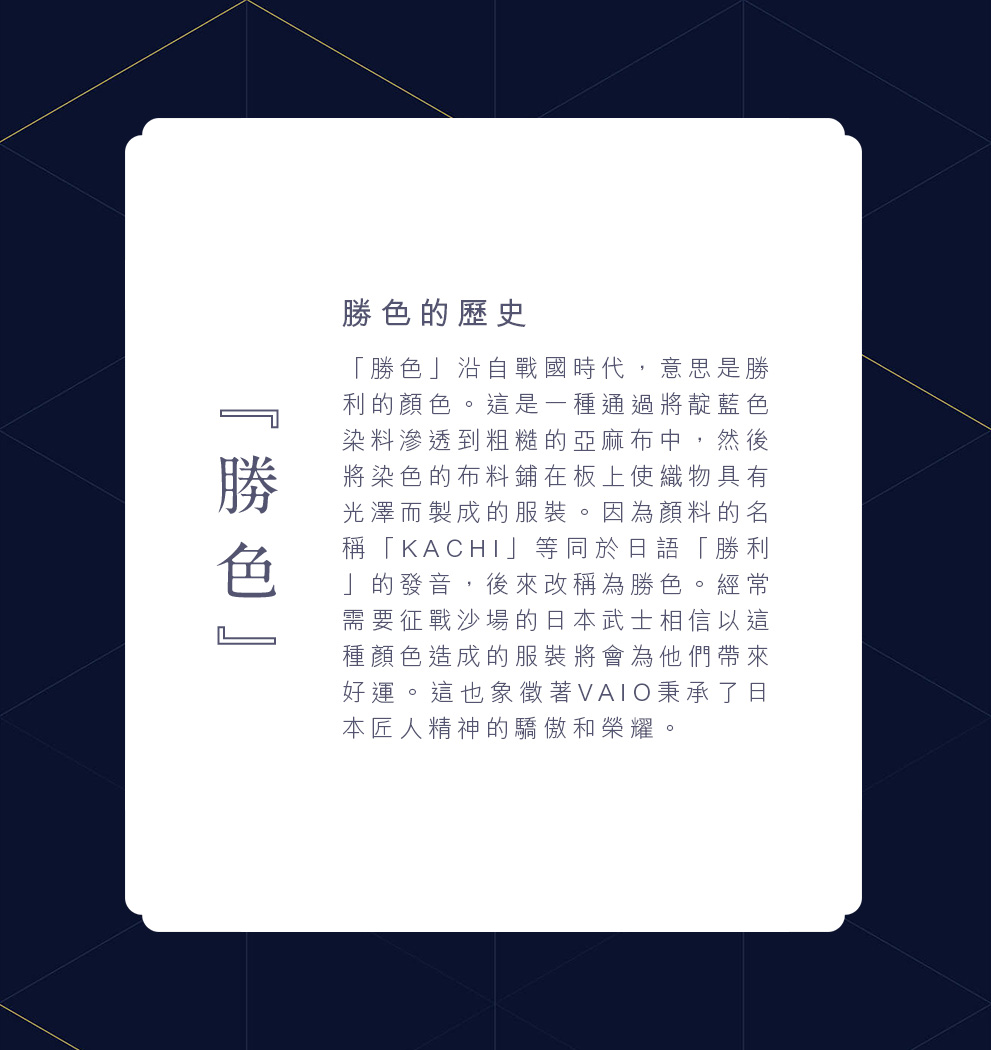 『勝色』
勝色的歷史
「勝色」沿自戰國時代，意思是勝
利的顏色。這是一種通過將靛藍色
染料滲透到粗糙的亞麻布中，然後
將染色的布料鋪在板上使織物具有
光澤而製成的服裝。因為顏料的名
稱「KACHI」等同於日語「勝利
」的發音，後來改稱為勝色。經常
需要征戰沙場的日本武士相信以這
種顏色造成的服裝將會為他們帶來
好運。這也象徵著VAIO秉承了日
本匠人精神的驕傲和榮耀。